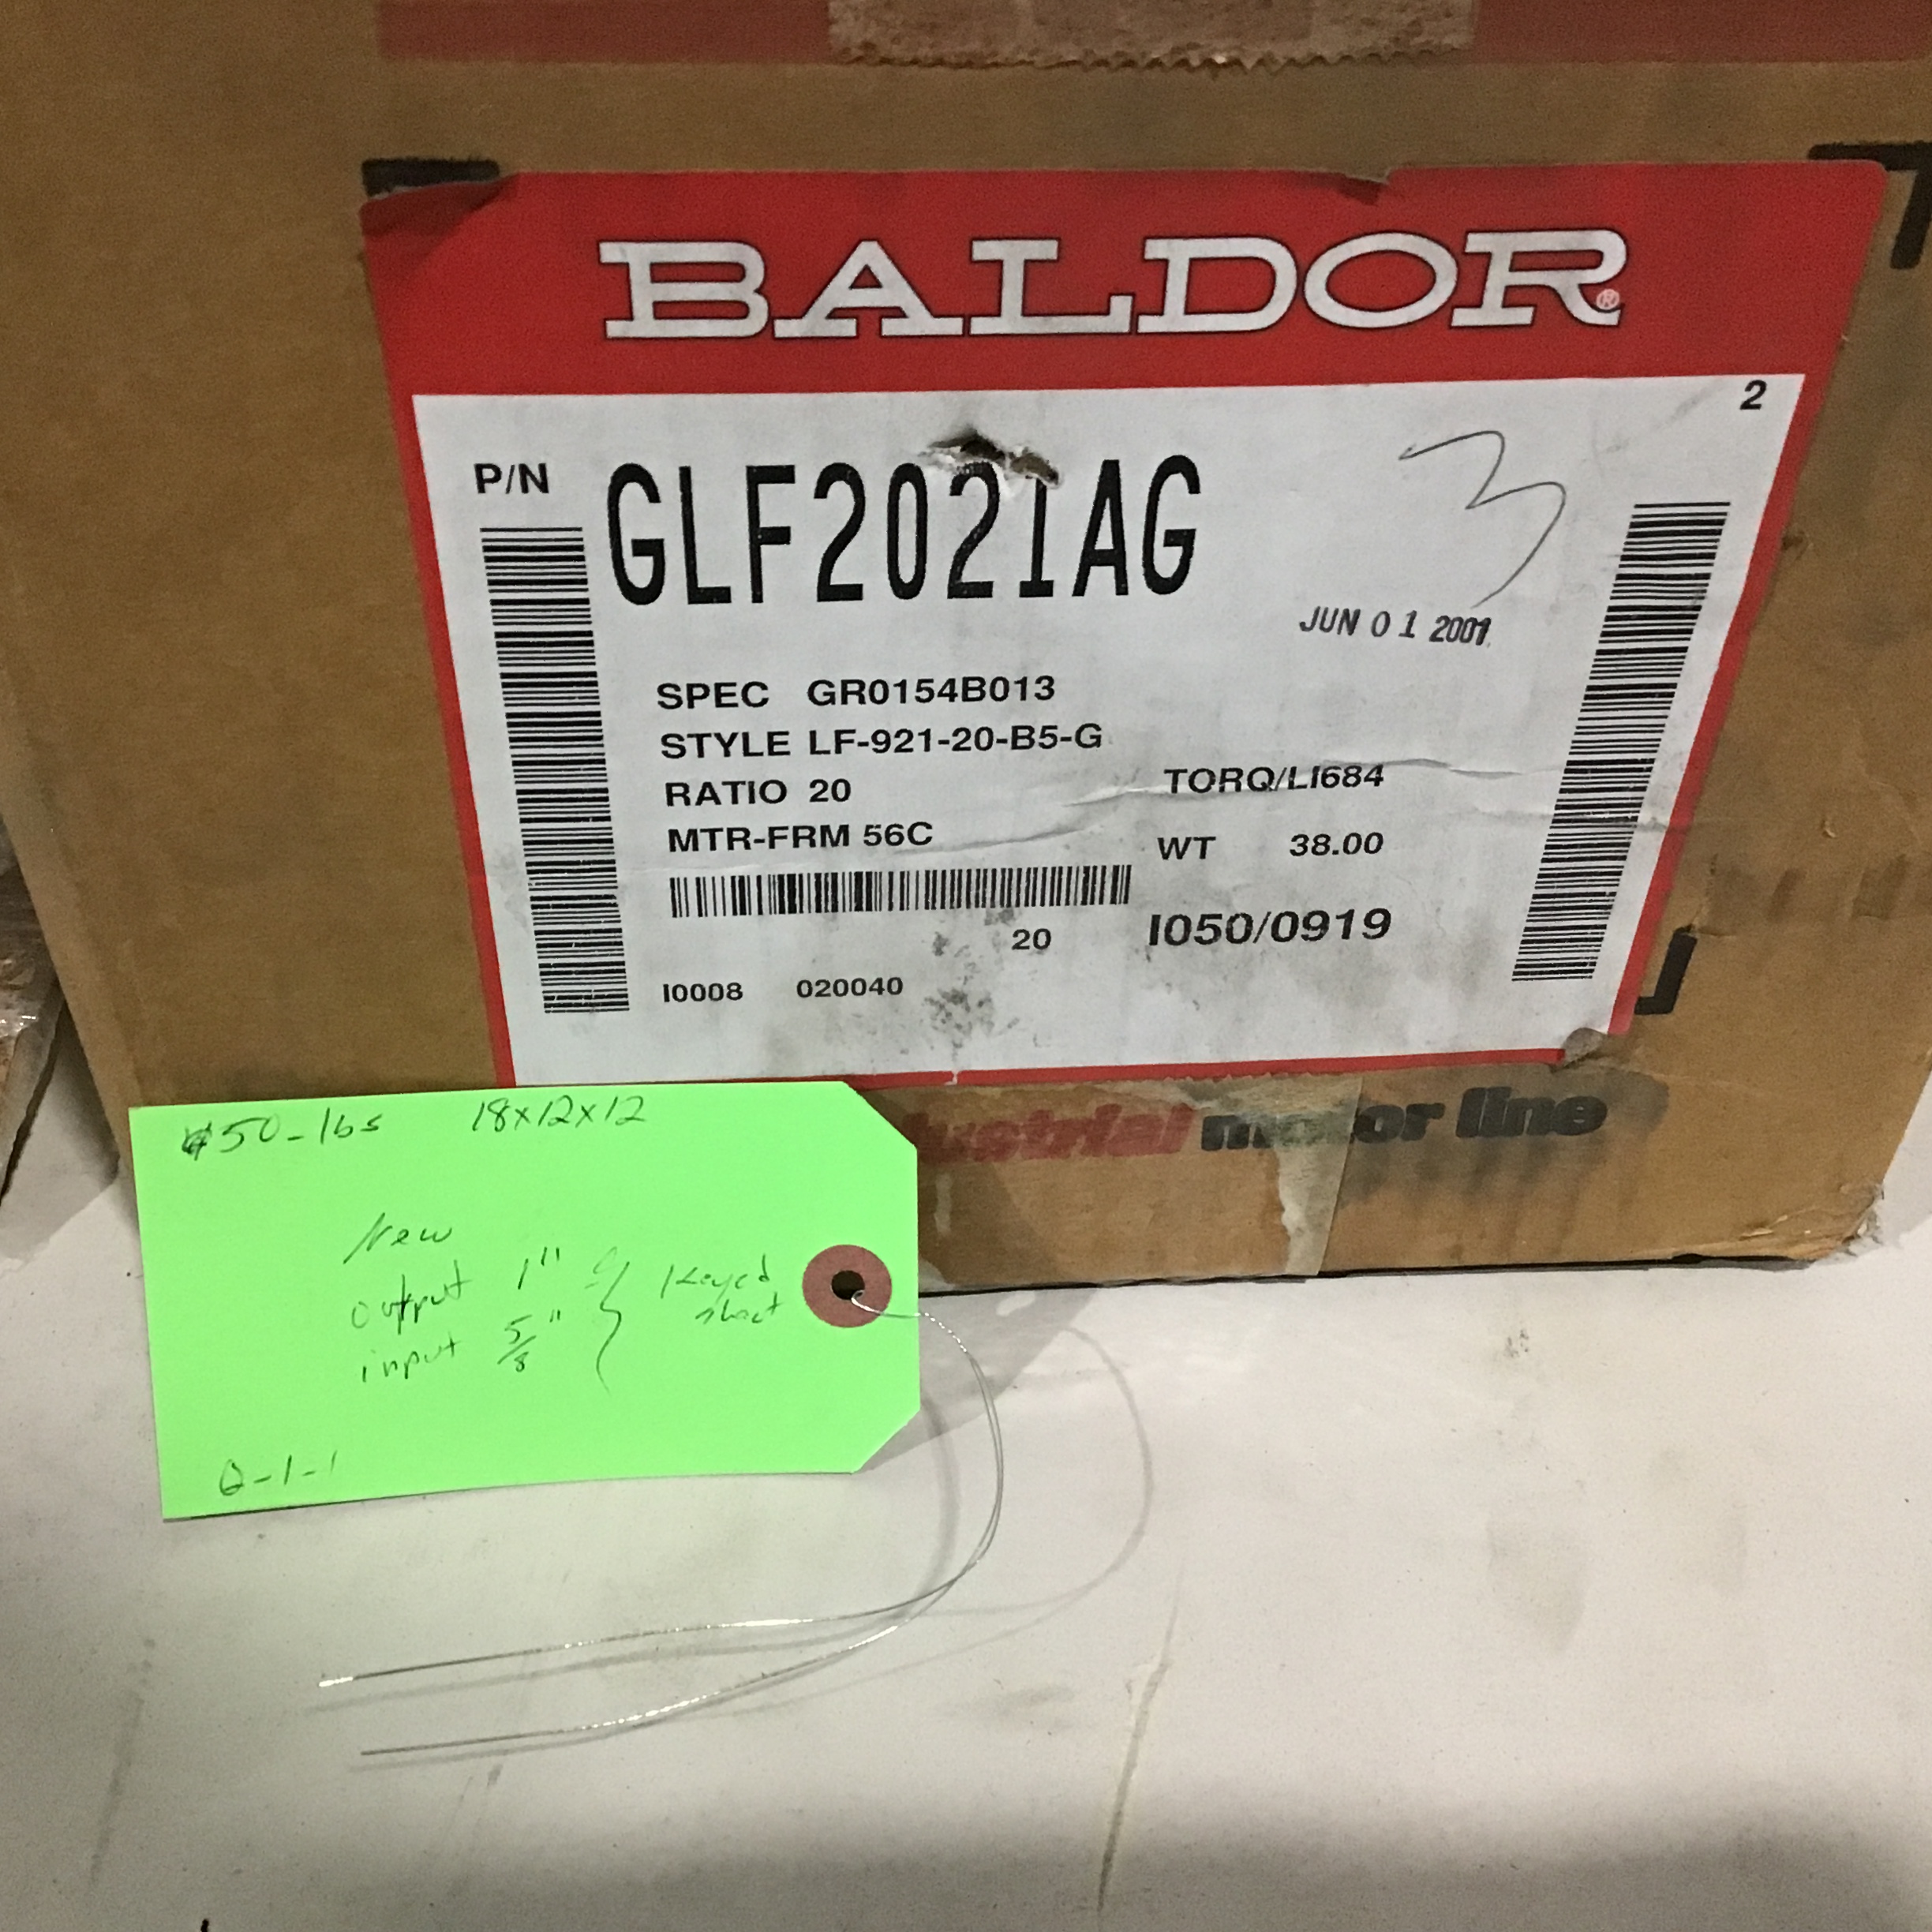 BALDOR®
2
P/N GLF2021AG
3
JUN 01 2001
SPEC GR0154B013
STYLE LF-921-20-B5-G
RATIO 20 TORQ/LI684
MTR-FRM 56C WT 38.00
20 I050/0919
I0008 020040
ustrial motor line
50-lbs 18x12x12
New
output 1"
input 5/8"
Keyed
Q-1-1